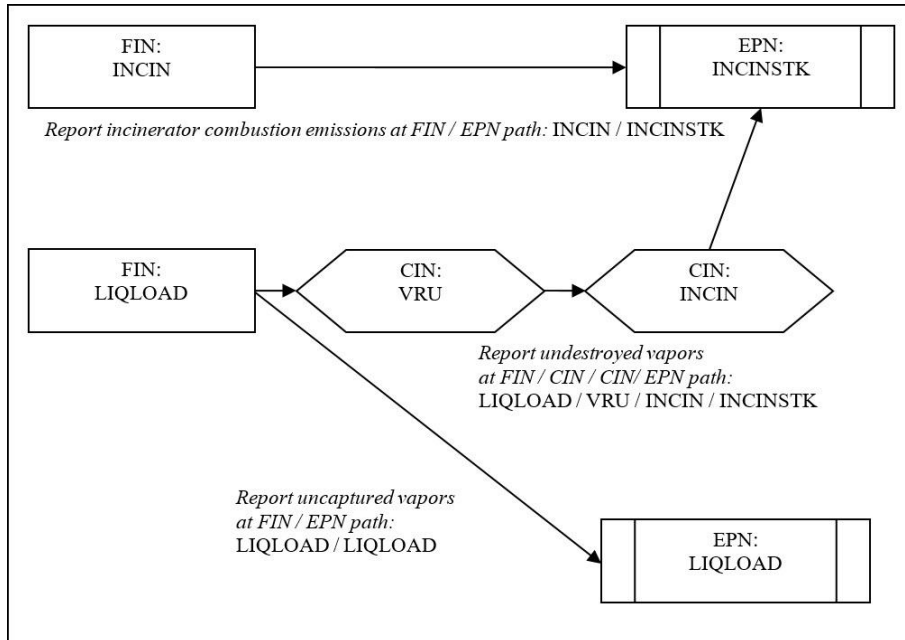 FIN:
INCIN
EPN:
INCINSTK
Report incinerator combustion emissions at FIN / EPN path: INCIN / INCINSTK
FIN:
LIQLOAD
CIN:
VRU
CIN:
INCIN
Report undestroyed vapors
at FIN / CIN / CIN/ EPN path:
LIQLOAD / VRU / INCIN / INCINSTK
Report uncaptured vapors
at FIN / EPN path:
LIQLOAD / LIQLOAD
EPN:
LIQLOAD